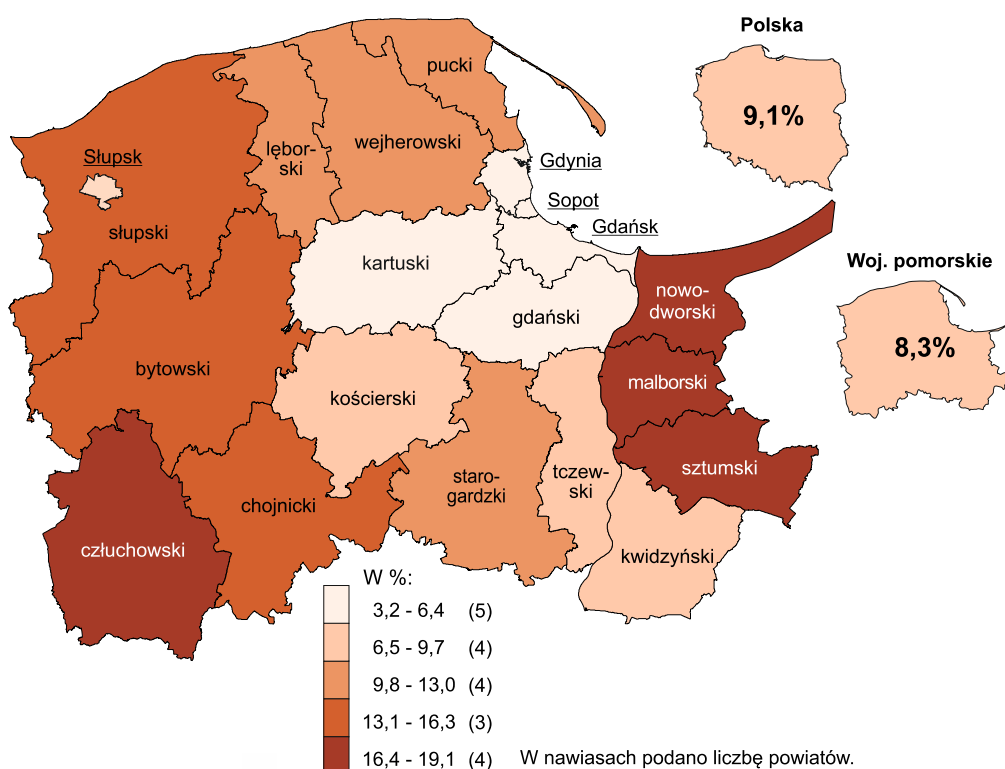 Polska
9,1%
pucki
wejherowski
lębor-
ski
Słupsk
Gdynia
Sopot
Gdańsk
słupski
kartuski
Woj. pomorskie
8,3%
nowo-
dworski
gdański
bytowski
kościerski
malborski
staro-
gardzki
tczew-
ski
sztumski
chojnicki
człuchowski
kwidzyński
W %:
3,2 - 6,4 (5)
6,5 - 9,7 (4)
9,8 - 13,0 (4)
13,1 - 16,3 (3)
16,4 - 19,1 (4)
W nawiasach podano liczbę powiatów.